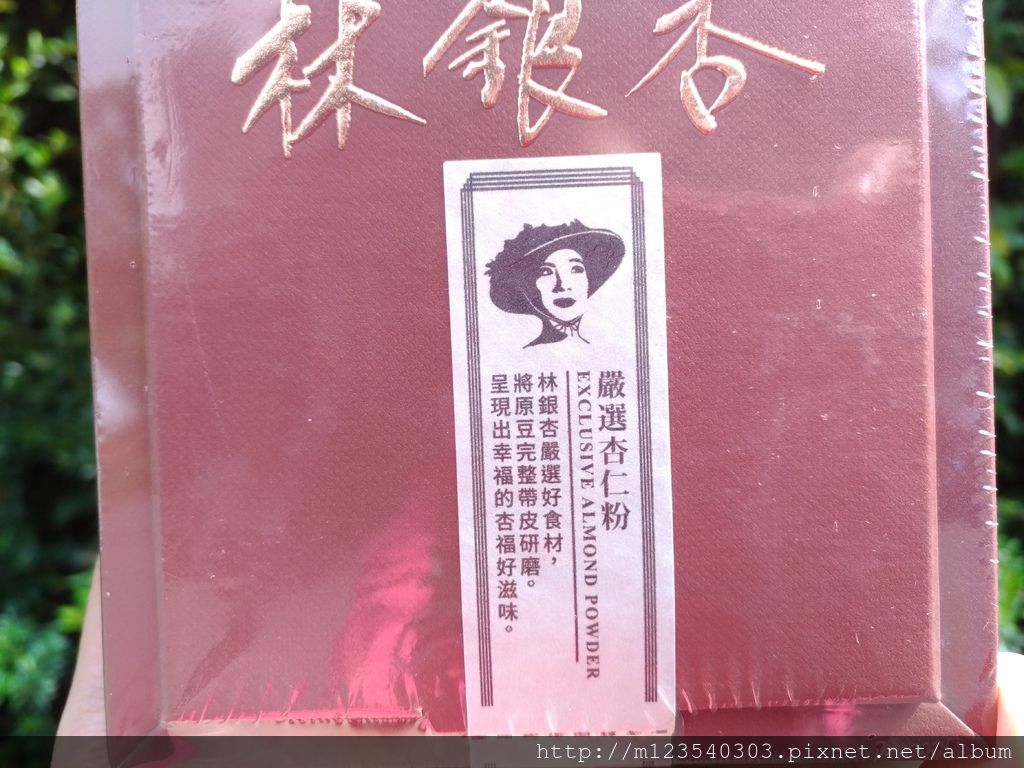 林銀杏
嚴選杏仁粉
EXCLUSIVE ALMOND POWDER
林銀杏嚴選好食材，
將原豆完整帶皮研磨。
呈現出幸福的杏福好滋味。
http://m123540303.pixnet.net/album